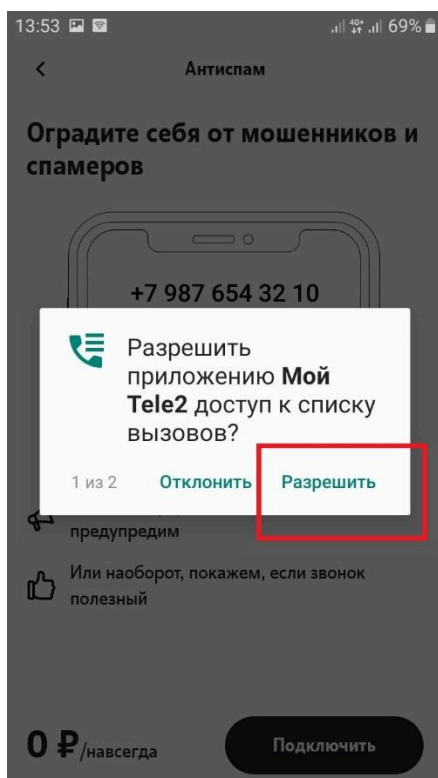 13:53 4G+ 69%
Антиспам
Оградите себя от мошенников и
спамеров
+7 987 654 32 10
Разрешить
приложению Мой
Tele2 доступ к списку
вызовов?
1 из 2 Отклонить Разрешить
предупредим
Или наоборот, покажем, если звонок
полезный
0 ₽/навсегда Подключить